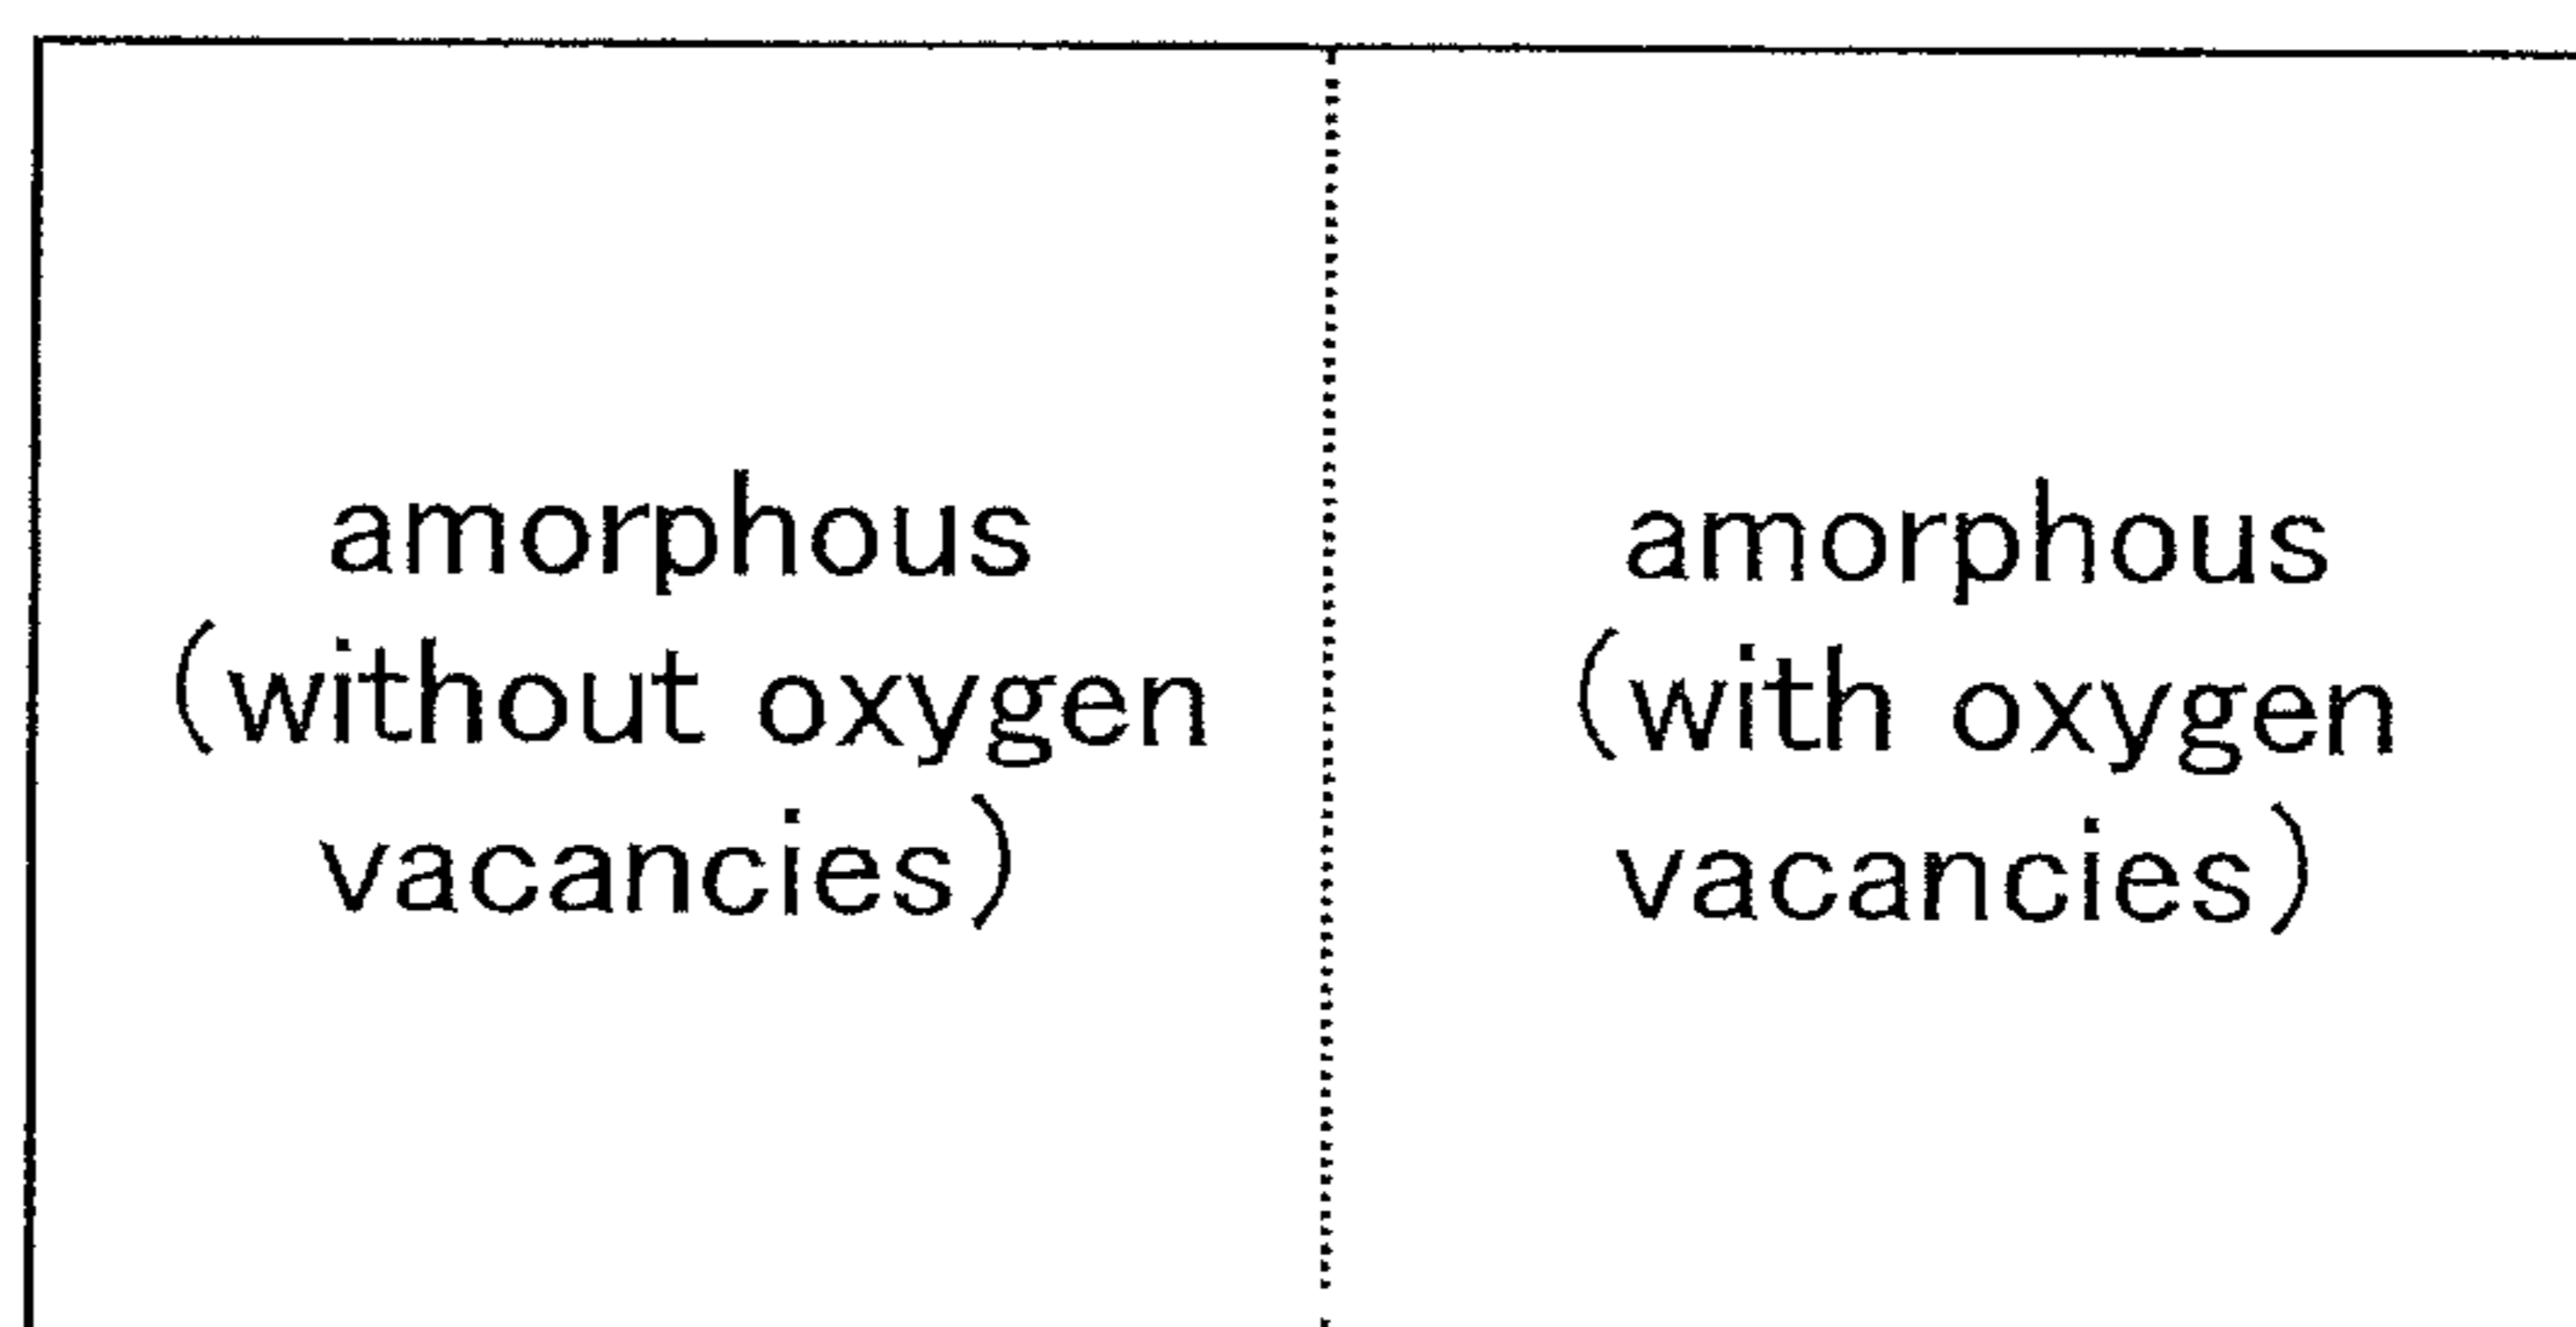 amorphous
(without oxygen
vacancies)
amorphous
(with oxygen
vacancies)